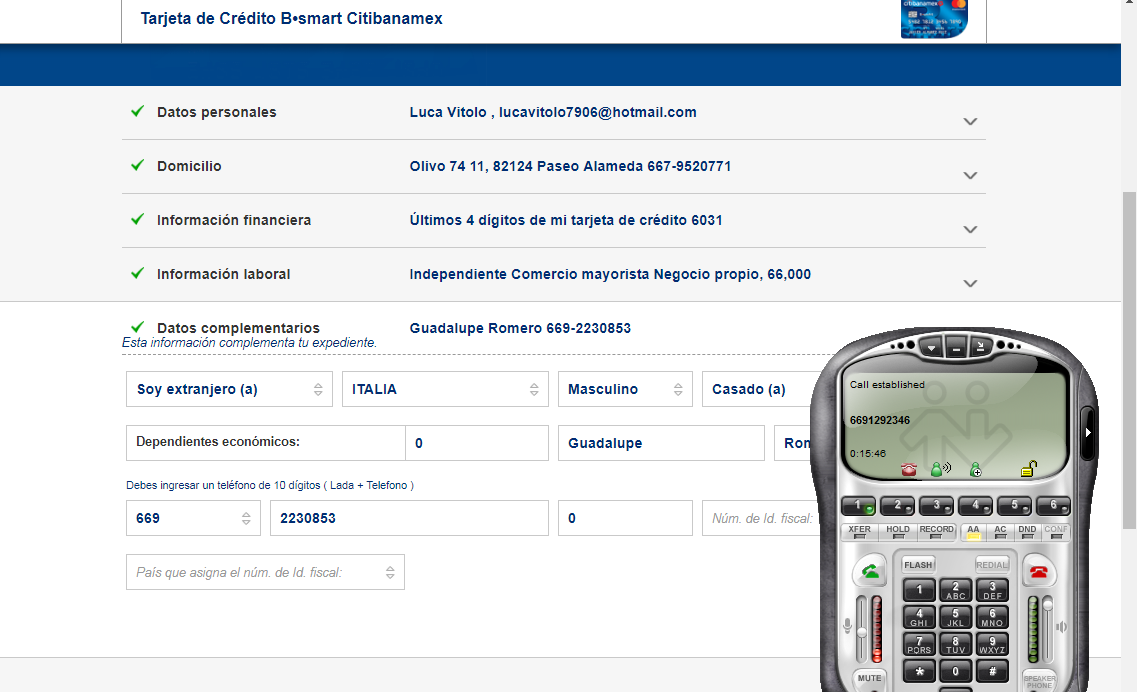 Tarjeta de Crédito B•smart Citibanamex
citibanamex
Datos personales Luca Vitolo , lucavitolo7906@hotmail.com
Domicilio Olivo 74 11, 82124 Paseo Alameda 667-9520771
Información financiera Últimos 4 dígitos de mi tarjeta de crédito 6031
Información laboral Independiente Comercio mayorista Negocio propio, 66,000
Datos complementarios Guadalupe Romero 669-2230853
Esta información complementa tu expediente.
Soy extranjero (a) ITALIA Masculino Casado (a)
Dependientes económicos: 0 Guadalupe Rom
Debes ingresar un teléfono de 10 dígitos ( Lada + Telefono )
669 2230853 0 Núm. de Id. fiscal:
País que asigna el núm. de Id. fiscal:
Call established
6691292346
0:15:46
1 2 3 4 5 6
XFER HOLD RECORD AA AC DND CONF
FLASH REDIAL
1 2 ABC 3 DEF
4 GHI 5 JKL 6 MNO
7 PQRS 8 TUV 9 WXYZ
* 0 #
MUTE SPEAKER PHONE